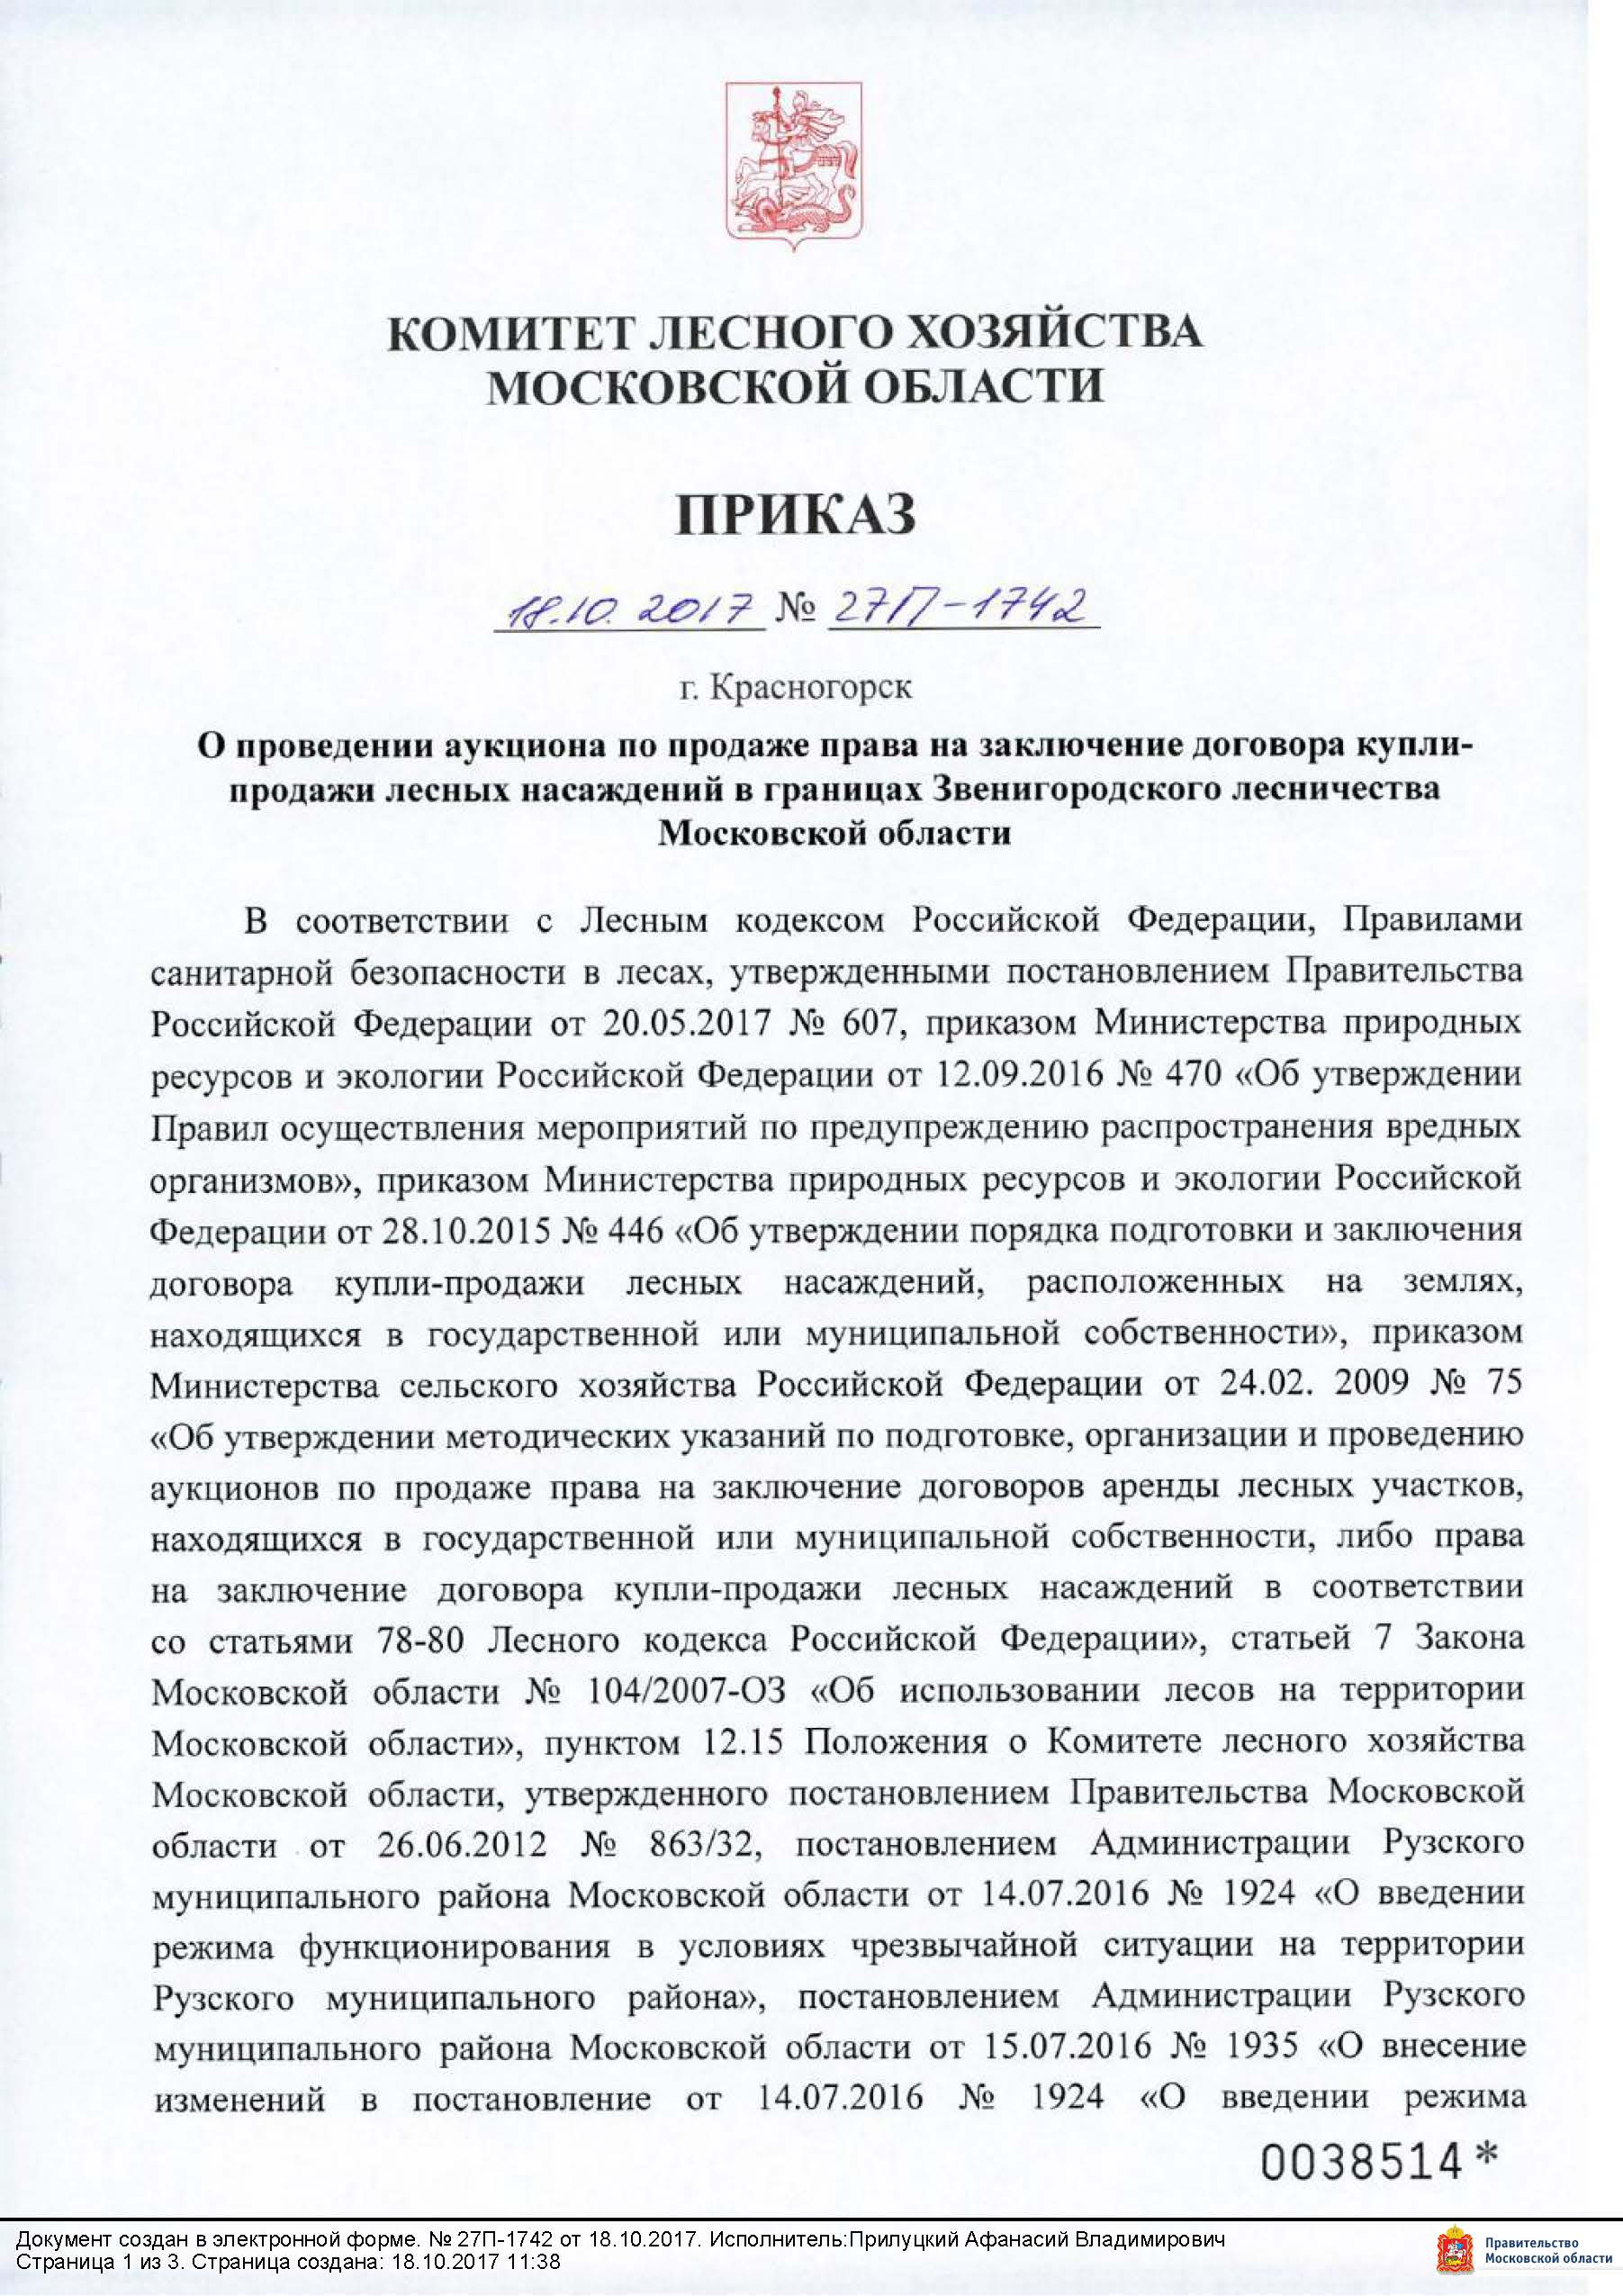 КОМИТЕТ ЛЕСНОГО ХОЗЯЙСТВА
МОСКОВСКОЙ ОБЛАСТИ
ПРИКАЗ
18.10.2017 № 27П-1742
г. Красногорск
О проведении аукциона по продаже права на заключение договора купли-
продажи лесных насаждений в границах Звенигородского лесничества
Московской области
В соответствии с Лесным кодексом Российской Федерации, Правилами
санитарной безопасности в лесах, утвержденными постановлением Правительства
Российской Федерации от 20.05.2017 № 607, приказом Министерства природных
ресурсов и экологии Российской Федерации от 12.09.2016 № 470 «Об утверждении
Правил осуществления мероприятий по предупреждению распространения вредных
организмов», приказом Министерства природных ресурсов и экологии Российской
Федерации от 28.10.2015 № 446 «Об утверждении порядка подготовки и заключения
договора купли-продажи лесных насаждений, расположенных на землях,
находящихся в государственной или муниципальной собственности», приказом
Министерства сельского хозяйства Российской Федерации от 24.02. 2009 № 75
«Об утверждении методических указаний по подготовке, организации и проведению
аукционов по продаже права на заключение договоров аренды лесных участков,
находящихся в государственной или муниципальной собственности, либо права
на заключение договора купли-продажи лесных насаждений в соответствии
со статьями 78-80 Лесного кодекса Российской Федерации», статьей 7 Закона
Московской области № 104/2007-ОЗ «Об использовании лесов на территории
Московской области», пунктом 12.15 Положения о Комитете лесного хозяйства
Московской области, утвержденного постановлением Правительства Московской
области от 26.06.2012 № 863/32, постановлением Администрации Рузского
муниципального района Московской области от 14.07.2016 № 1924 «О введении
режима функционирования в условиях чрезвычайной ситуации на территории
Рузского муниципального района», постановлением Администрации Рузского
муниципального района Московской области от 15.07.2016 № 1935 «О внесение
изменений в постановление от 14.07.2016 № 1924 «О введении режима
0038514*
Документ создан в электронной форме. № 27П-1742 от 18.10.2017. Исполнитель:Прилуцкий Афанасий Владимирович
Страница 1 из 3. Страница создана: 18.10.2017 11:38
Правительство
Московской области